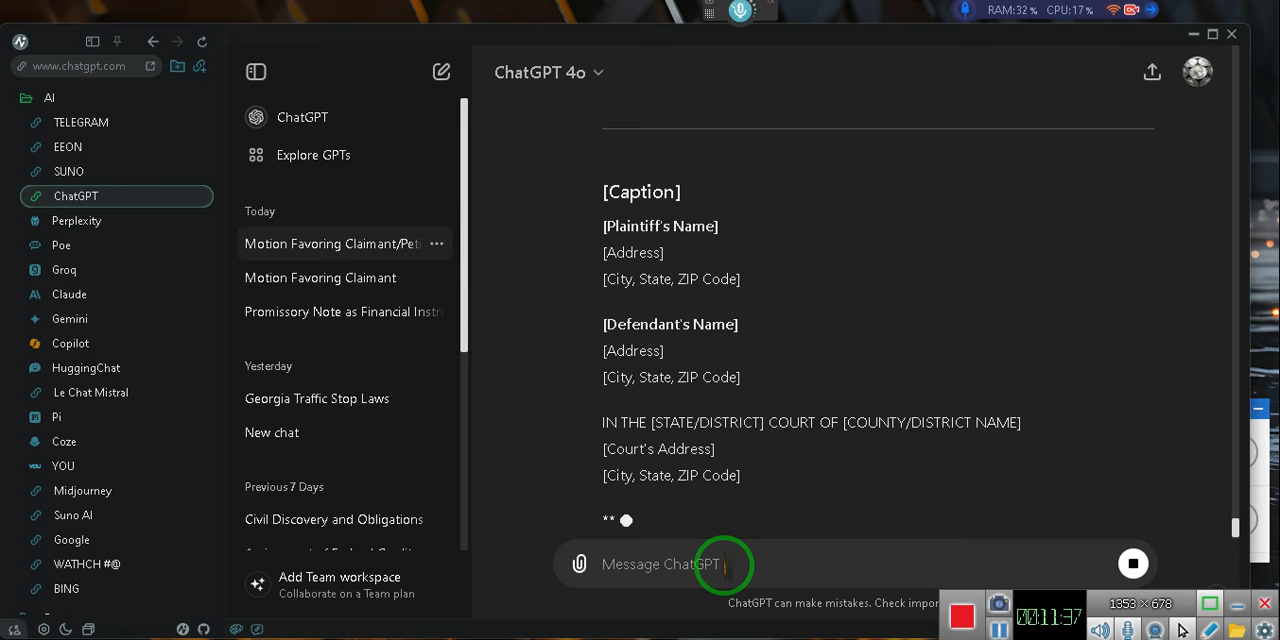 RAM:32% CPU:17%
www.chatgpt.com
AI
TELEGRAM
EEON
SUNO
ChatGPT
Perplexity
Poe
Groq
Claude
Gemini
Copilot
HuggingChat
Le Chat Mistral
Pi
Coze
YOU
YOU
Midjourney
Suno AI
Google
WATHCH #@
BING
ChatGPT
Explore GPTs
Today
Motion Favoring Claimant/Peti
Motion Favoring Claimant
Promissory Note as Financial Instru
Yesterday
Georgia Traffic Stop Laws
New chat
Previous 7 Days
Civil Discovery and Obligations
Add Team workspace
Collaborate on a Team plan
ChatGPT 4o
[Caption]
[Plaintiff's Name]
[Address]
[City, State, ZIP Code]
[Defendant's Name]
[Address]
[City, State, ZIP Code]
IN THE [STATE/DISTRICT] COURT OF [COUNTY/DISTRICT NAME]
[Court's Address]
[City, State, ZIP Code]
**
Message ChatGPT
ChatGPT can make mistakes. Check impor
00:11:37
1353 × 678